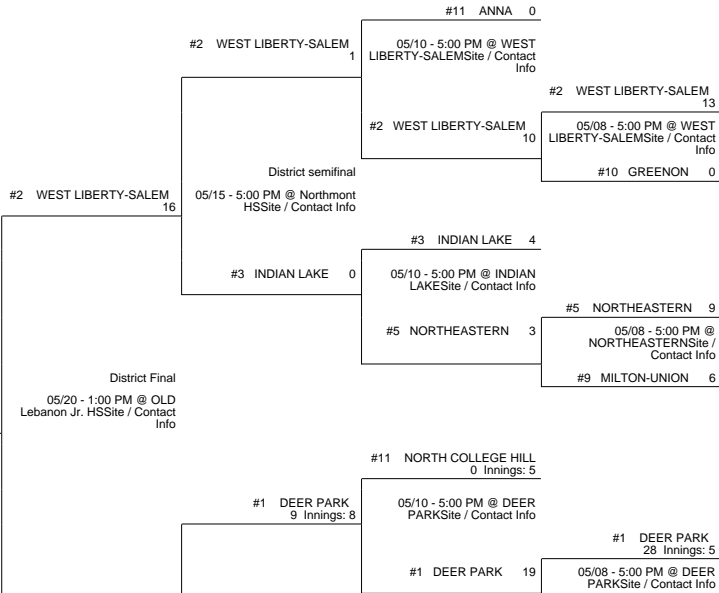 #11 ANNA 0
#2 WEST LIBERTY-SALEM
1
05/10 - 5:00 PM @ WEST
LIBERTY-SALEMSite / Contact
Info
#2 WEST LIBERTY-SALEM
13
#2 WEST LIBERTY-SALEM
10
05/08 - 5:00 PM @ WEST
LIBERTY-SALEMSite / Contact
Info
District semifinal
05/15 - 5:00 PM @ Northmont
HSSite / Contact Info
#10 GREENON 0
#2 WEST LIBERTY-SALEM
16
#3 INDIAN LAKE 4
#3 INDIAN LAKE 0
05/10 - 5:00 PM @ INDIAN
LAKESite / Contact Info
#5 NORTHEASTERN 9
#5 NORTHEASTERN 3
05/08 - 5:00 PM @
NORTHEASTERNSite /
Contact Info
#9 MILTON-UNION 6
District Final
05/20 - 1:00 PM @ OLD
Lebanon Jr. HSSite / Contact
Info
#11 NORTH COLLEGE HILL
0 Innings: 5
#1 DEER PARK
9 Innings: 8
05/10 - 5:00 PM @ DEER
PARKSite / Contact Info
#1 DEER PARK
28 Innings: 5
#1 DEER PARK 19
05/08 - 5:00 PM @ DEER
PARKSite / Contact Info